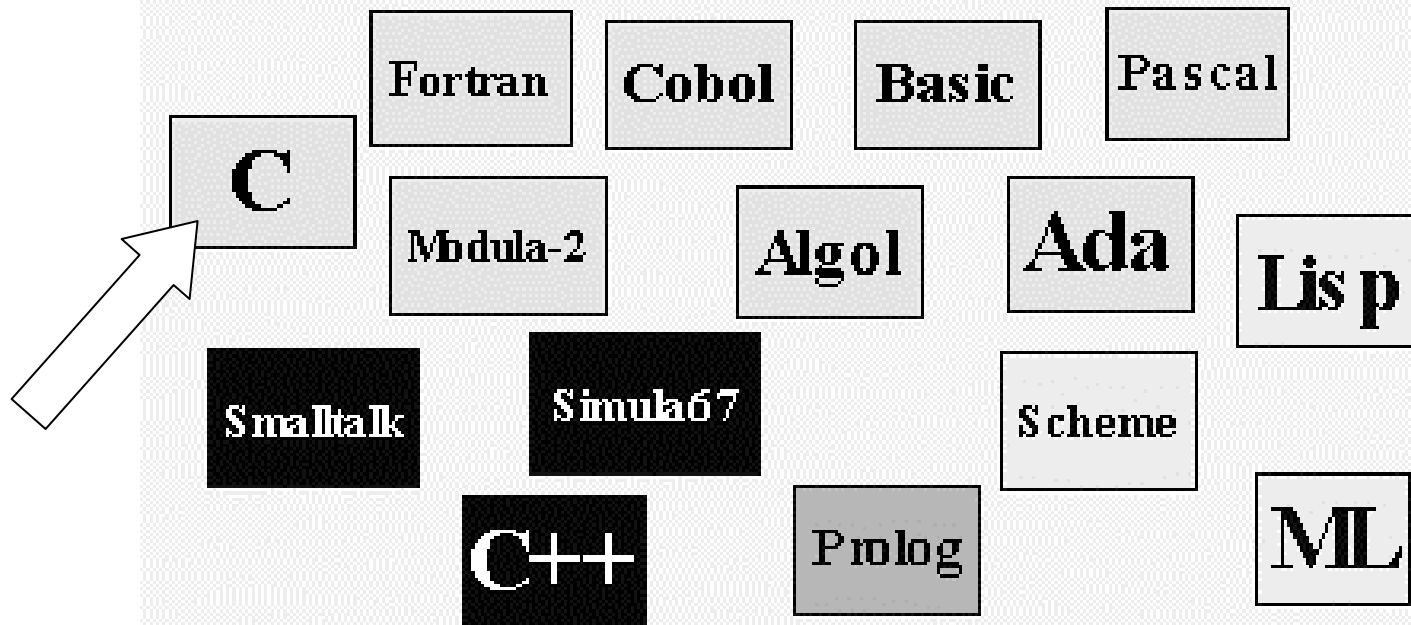 Fortran
Cobol
Basic
Pascal
C
Modula-2
Algol
Ada
Lisp
Smalltalk
Simula67
Scheme
C++
Prolog
ML